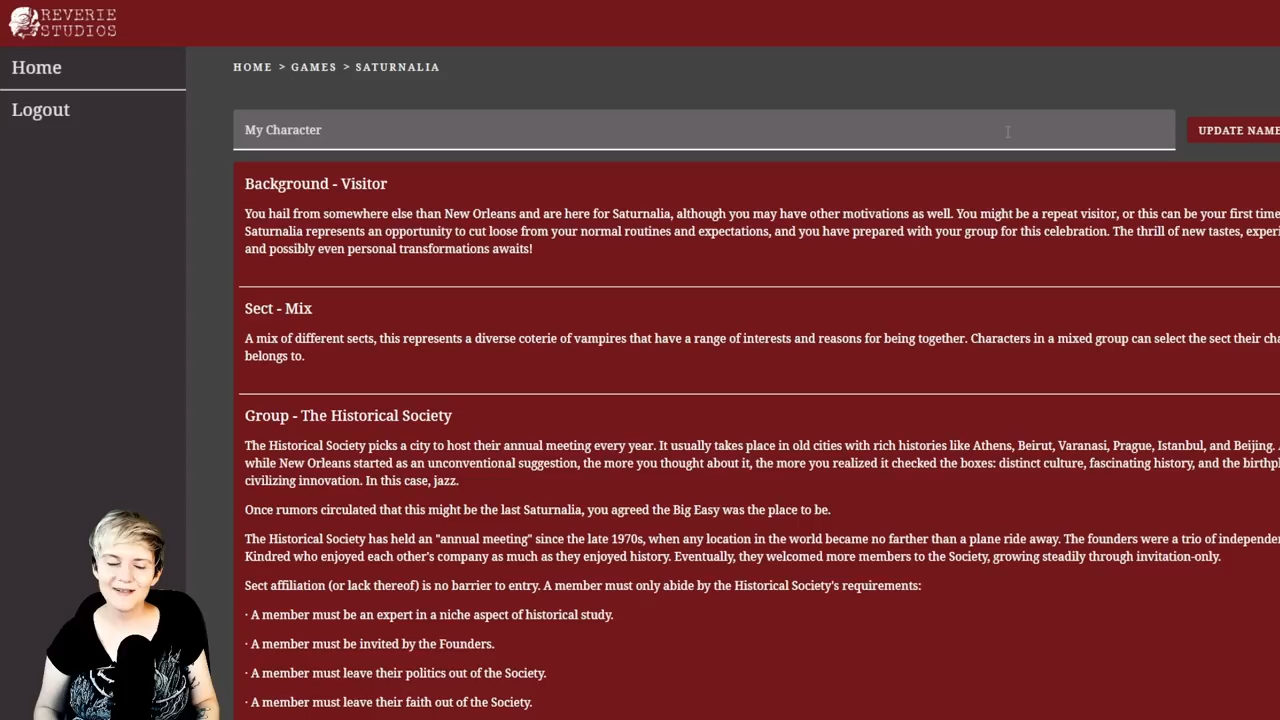 REVERIE
STUDIOS
Home
Logout
HOME > GAMES > SATURNALIA
My Character
UPDATE NAME
Background - Visitor
You hail from somewhere else than New Orleans and are here for Saturnalia, although you may have other motivations as well. You might be a repeat visitor, or this can be your first time
Saturnalia represents an opportunity to cut loose from your normal routines and expectations, and you have prepared with your group for this celebration. The thrill of new tastes,
and possibly even personal transformations awaits!
Sect - Mix
A mix of different sects, this represents a diverse coterie of vampires that have a range of interests and reasons for being together. Characters in a mixed group can select the sect their
belongs to.
Group - The Historical Society
The Historical Society picks a city to host their annual meeting every year. It usually takes place in old cities with rich histories like Athens, Beirut, Varanasi, Prague, Istanbul, and Beijing.
while New Orleans started as an unconventional suggestion, the more you thought about it, the more you realized it checked the boxes: distinct culture, fascinating history, and the
civilizing innovation. In this case, jazz.
Once rumors circulated that this might be the last Saturnalia, you agreed the Big Easy was the place to be.
The Historical Society has held an "annual meeting" since the late 1970s, when any location in the world became no farther than a plane ride away. The founders were a trio of
Kindred who enjoyed each other's company as much as they enjoyed history. Eventually, they welcomed more members to the Society, growing steadily through invitation-only.
Sect affiliation (or lack thereof) is no barrier to entry. A member must only abide by the Historical Society's requirements:
· A member must be an expert in a niche aspect of historical study.
· A member must be invited by the Founders.
· A member must leave their politics out of the Society.
· A member must leave their faith out of the Society.